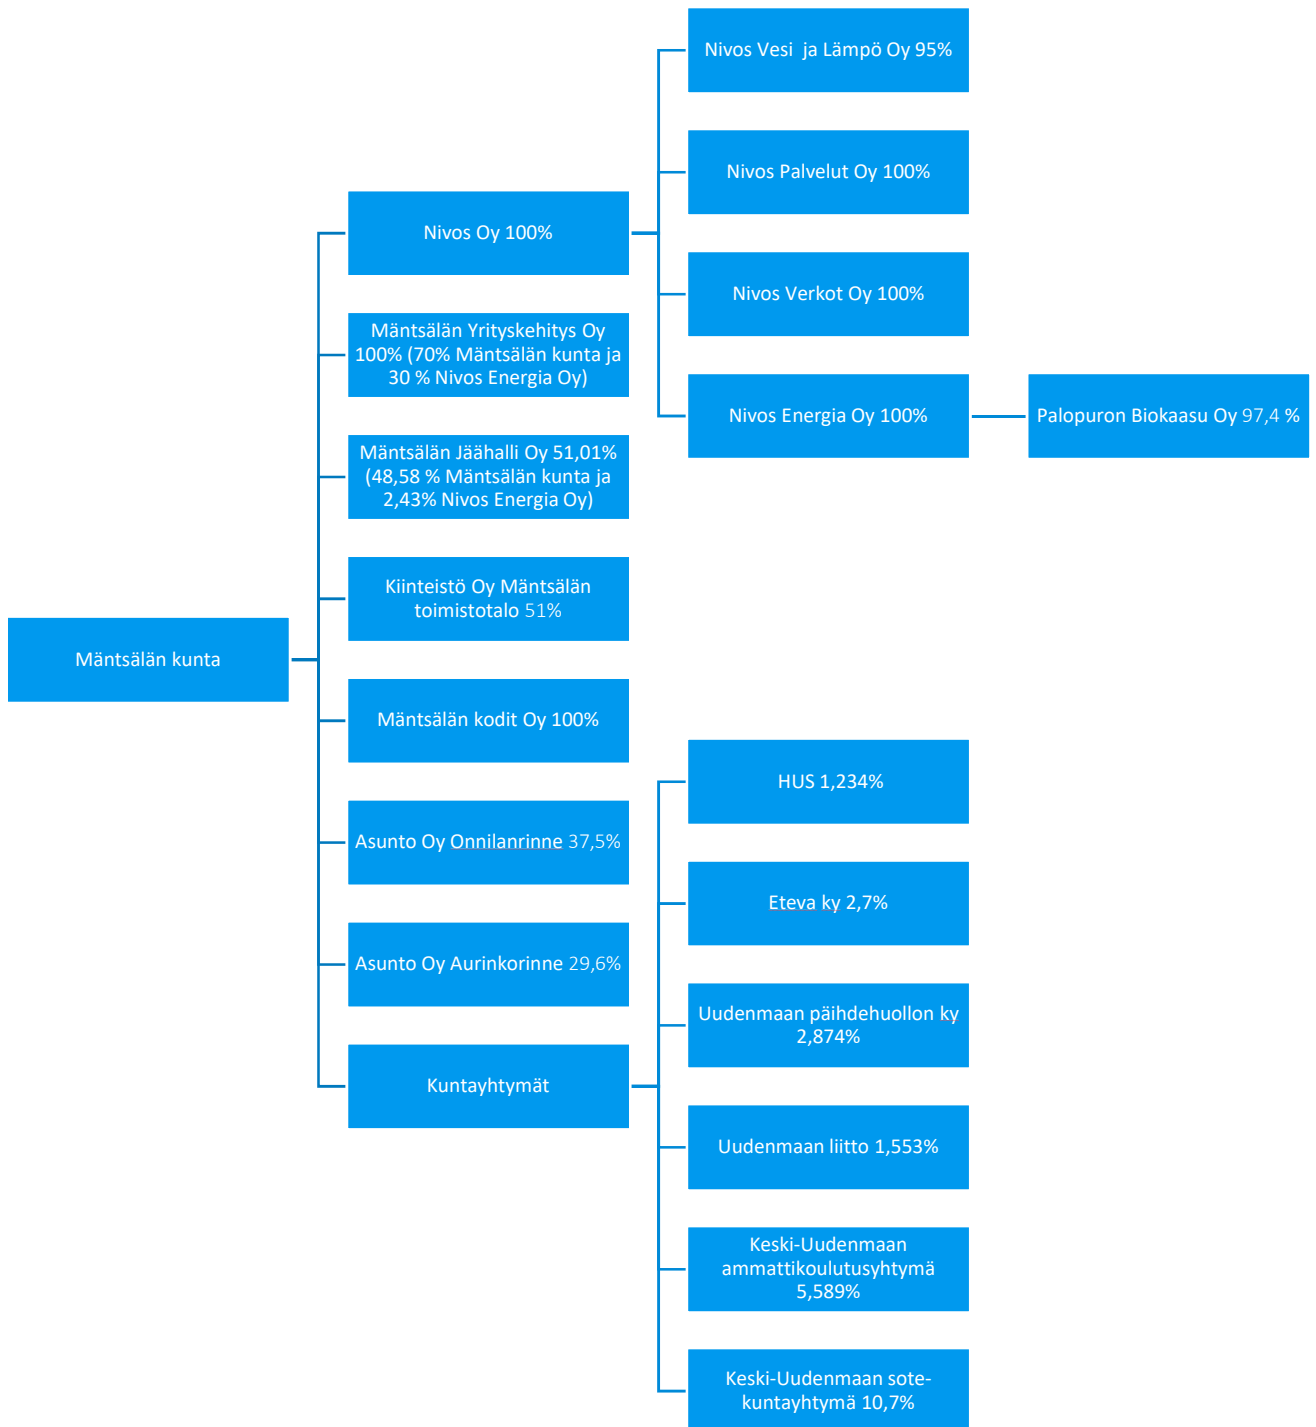 Mäntsälän kunta
Nivos Oy 100%
Nivos Vesi  ja Lämpö Oy 95%
Nivos Palvelut Oy 100%
Nivos Verkot Oy 100%
Nivos Energia Oy 100%
Palopuron Biokaasu Oy 97,4 %
Mäntsälän Yrityskehitys Oy
100% (70% Mäntsälän kunta ja
30 % Nivos Energia Oy)
Mäntsälän Jäähalli Oy 51,01%
(48,58 % Mäntsälän kunta ja
2,43% Nivos Energia Oy)
Kiinteistö Oy Mäntsälän
toimistotalo 51%
Mäntsälän kodit Oy 100%
Asunto Oy Onnilanrinne 37,5%
Asunto Oy Aurinkorinne 29,6%
Kuntayhtymät
HUS 1,234%
Eteva ky 2,7%
Uudenmaan päihdehuollon ky
2,874%
Uudenmaan liitto 1,553%
Keski-Uudenmaan
ammattikoulutusyhtymä
5,589%
Keski-Uudenmaan sote-
kuntayhtymä 10,7%